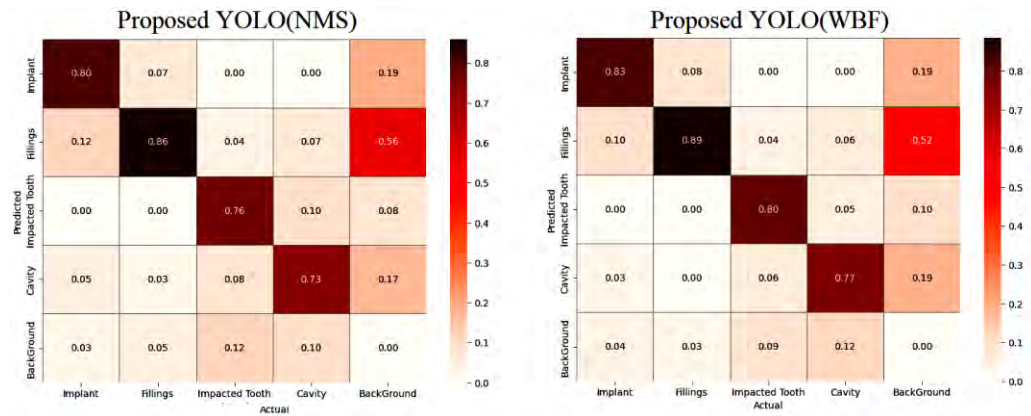 Proposed YOLO(NMS)
Implant 0.80 0.07 0.00 0.00 0.19
Fillings 0.12 0.86 0.04 0.07 0.56
Impacted Tooth 0.00 0.00 0.76 0.10 0.08
Cavity 0.05 0.03 0.08 0.73 0.17
BackGround 0.03 0.05 0.12 0.10 0.00
Predicted
Implant Fillings Impacted Tooth Cavity BackGround
Actual
0.8
0.7
0.6
0.5
0.4
0.3
0.2
0.1
0.0
Proposed YOLO(WBF)
Implant 0.83 0.08 0.00 0.00 0.19
Fillings 0.10 0.89 0.04 0.06 0.52
Impacted Tooth 0.00 0.00 0.80 0.05 0.10
Cavity 0.03 0.00 0.06 0.77 0.19
BackGround 0.04 0.03 0.09 0.12 0.00
Predicted
Implant Fillings Impacted Tooth Cavity BackGround
Actual
0.8
0.7
0.6
0.5
0.4
0.3
0.2
0.1
0.0